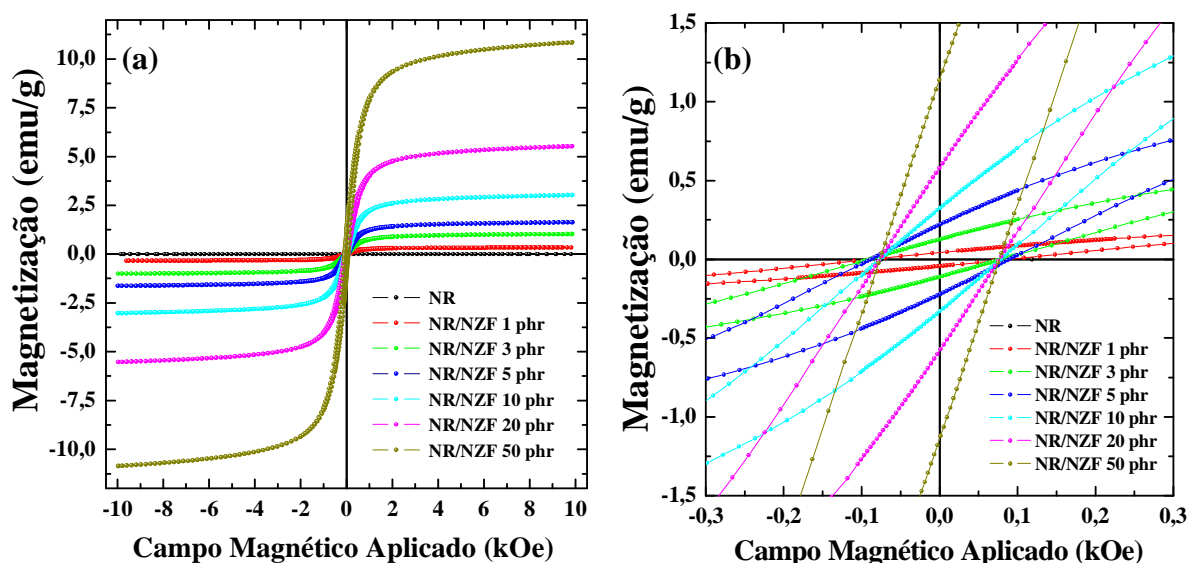 (a)
Magnetização (emu/g)
10,0
7,5
5,0
2,5
0,0
-2,5
-5,0
-7,5
-10,0
NR
NR/NZF 1 phr
NR/NZF 3 phr
NR/NZF 5 phr
NR/NZF 10 phr
NR/NZF 20 phr
NR/NZF 50 phr
-10 -8 -6 -4 -2 0 2 4 6 8 10
Campo Magnético Aplicado (kOe)
(b)
Magnetização (emu/g)
1,5
1,0
0,5
0,0
-0,5
-1,0
-1,5
NR
NR/NZF 1 phr
NR/NZF 3 phr
NR/NZF 5 phr
NR/NZF 10 phr
NR/NZF 20 phr
NR/NZF 50 phr
-0,3 -0,2 -0,1 0,0 0,1 0,2 0,3
Campo Magnético Aplicado (kOe)